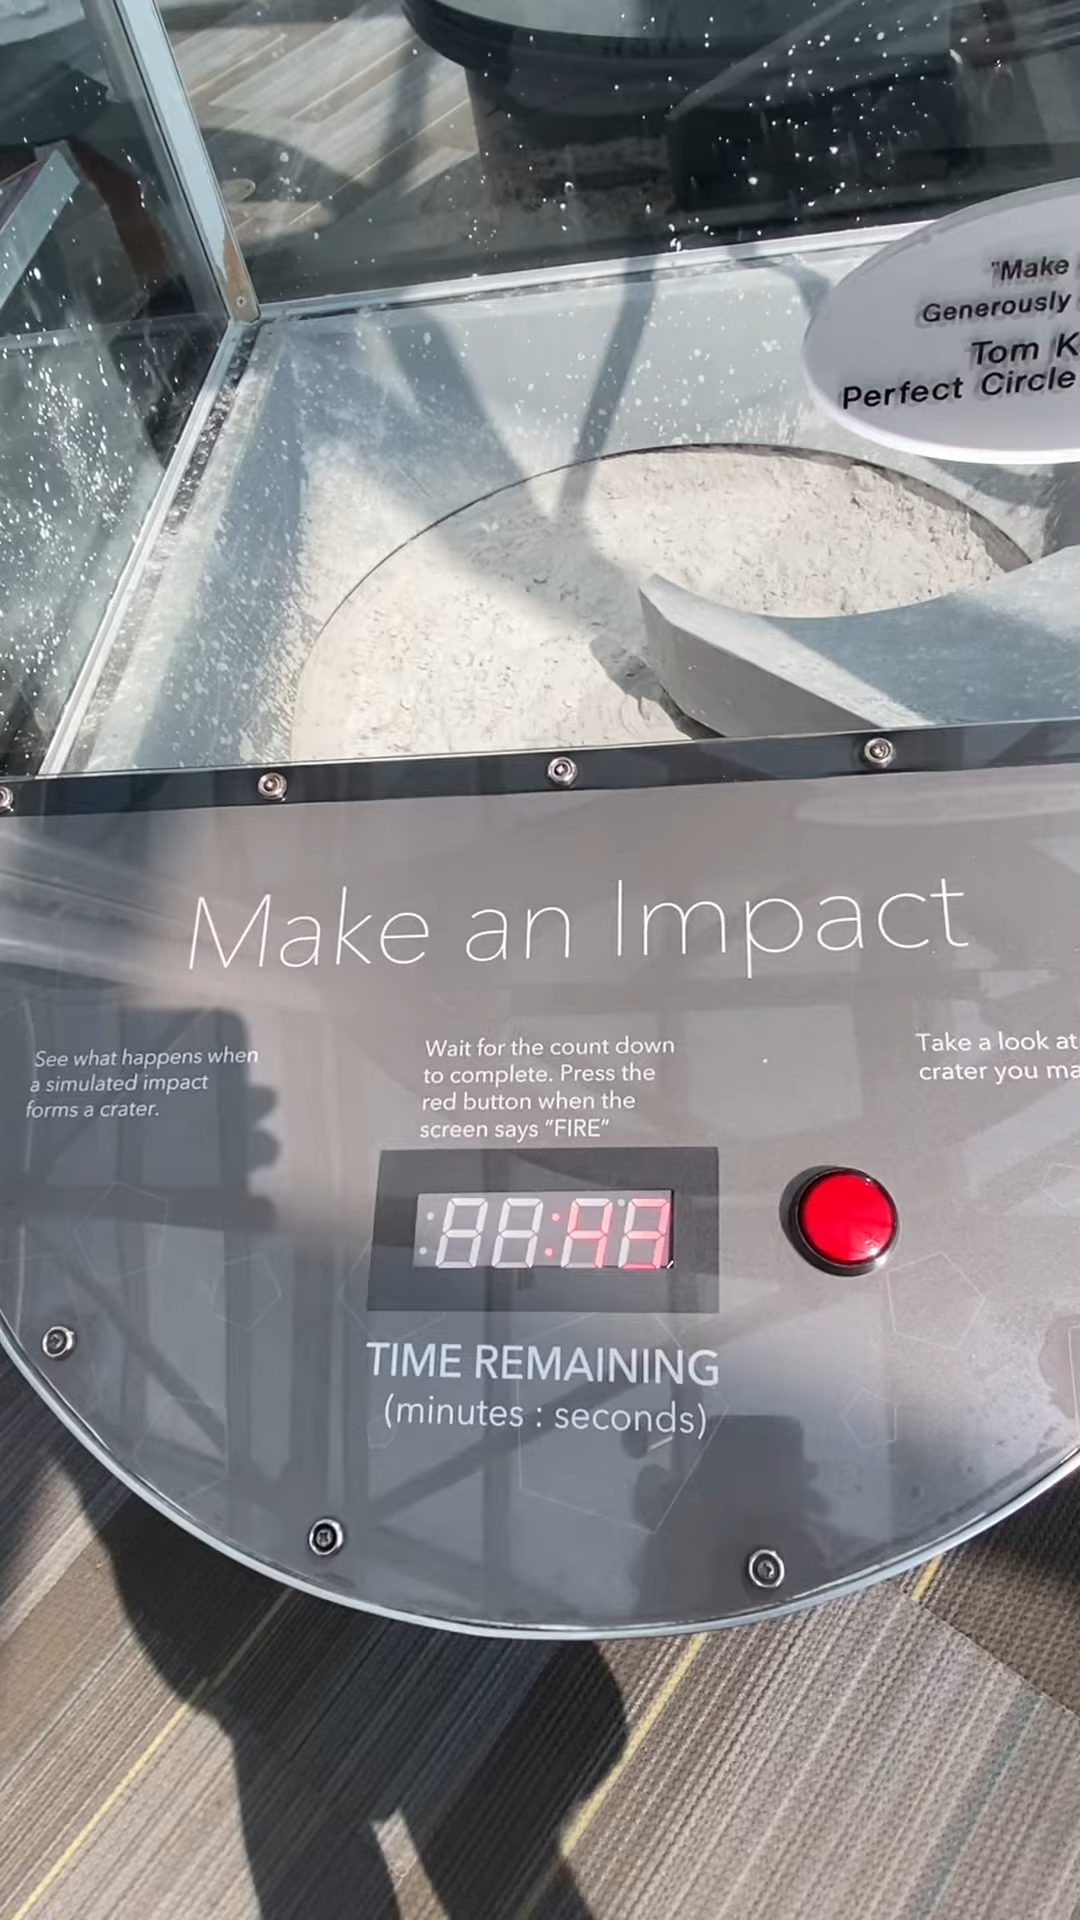 "Make
Generously
Tom K
Perfect Circle
Make an Impact
See what happens when
a simulated impact
forms a crater.
Wait for the count down
to complete. Press the
red button when the
screen says "FIRE"
Take a look at
crater you ma
:43
TIME REMAINING
(minutes : seconds)